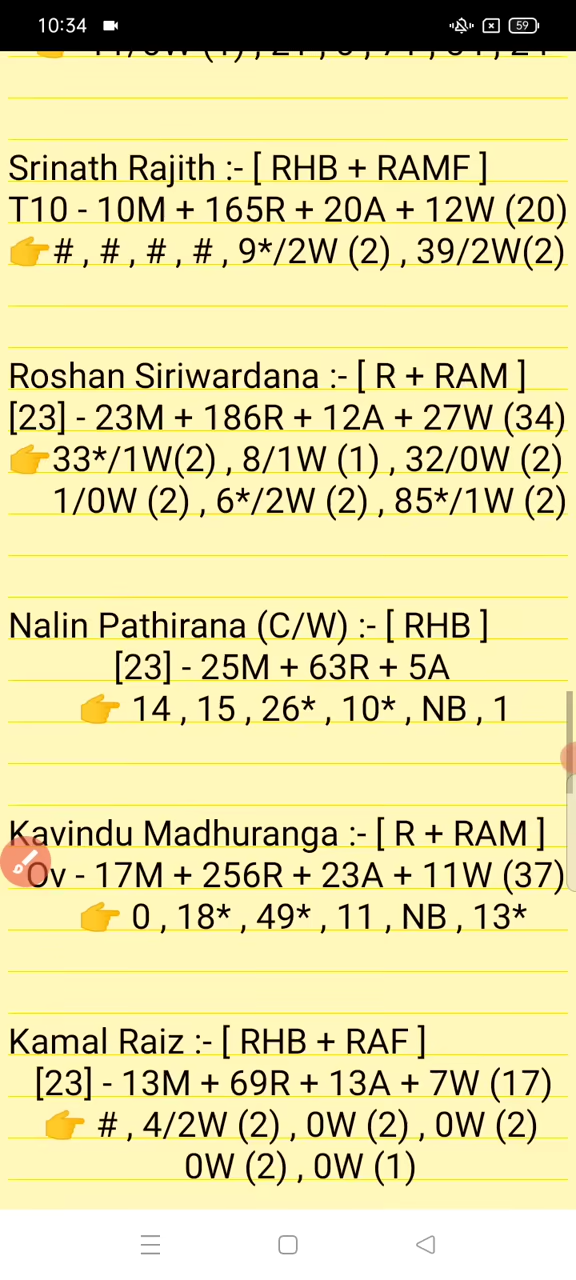 10:34 59
Srinath Rajith :- [ RHB + RAMF ]
T10 - 10M + 165R + 20A + 12W (20)
👉# , # , # , # , 9*/2W (2) , 39/2W(2)
Roshan Siriwardana :- [ R + RAM ]
[23] - 23M + 186R + 12A + 27W (34)
👉33*/1W(2) , 8/1W (1) , 32/0W (2)
1/0W (2) , 6*/2W (2) , 85*/1W (2)
Nalin Pathirana (C/W) :- [ RHB ]
[23] - 25M + 63R + 5A
👉 14 , 15 , 26* , 10* , NB , 1
Kavindu Madhuranga :- [ R + RAM ]
Ov - 17M + 256R + 23A + 11W (37)
👉 0 , 18* , 49* , 11 , NB , 13*
Kamal Raiz :- [ RHB + RAF ]
[23] - 13M + 69R + 13A + 7W (17)
👉 # , 4/2W (2) , 0W (2) , 0W (2)
0W (2) , 0W (1)